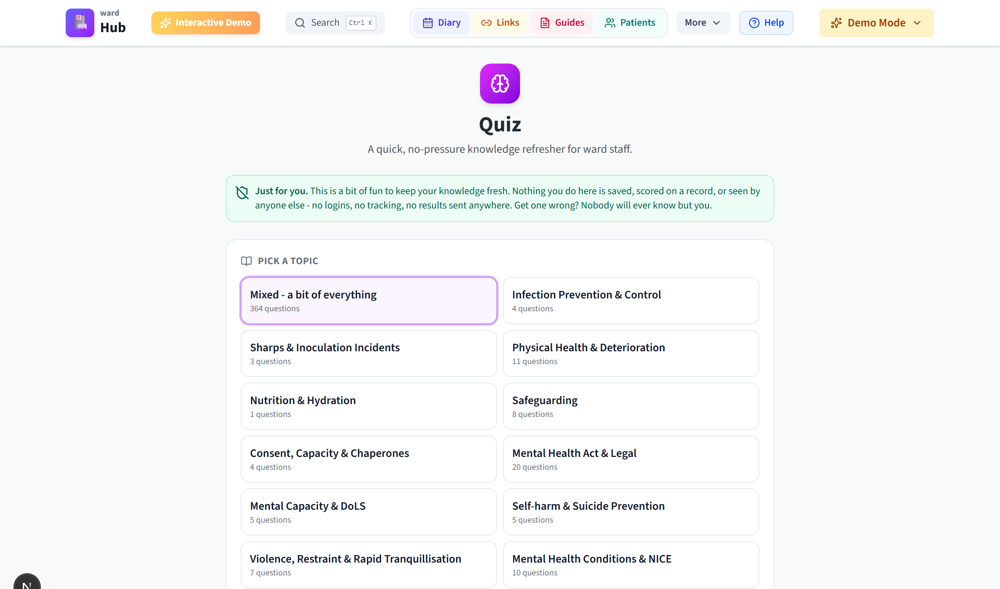 ward
Hub
Interactive Demo
Search
Ctrl K
Diary
Links
Guides
Patients
More
Help
Demo Mode
Quiz
A quick, no-pressure knowledge refresher for ward staff.
Just for you. This is a bit of fun to keep your knowledge fresh. Nothing you do here is saved, scored on a record, or seen by
anyone else - no logins, no tracking, no results sent anywhere. Get one wrong? Nobody will ever know but you.
PICK A TOPIC
Mixed - a bit of everything
364 questions
Infection Prevention & Control
4 questions
Sharps & Inoculation Incidents
3 questions
Physical Health & Deterioration
11 questions
Nutrition & Hydration
1 questions
Safeguarding
8 questions
Consent, Capacity & Chaperones
4 questions
Mental Health Act & Legal
20 questions
Mental Capacity & DoLS
5 questions
Self-harm & Suicide Prevention
5 questions
Violence, Restraint & Rapid Tranquillisation
7 questions
Mental Health Conditions & NICE
10 questions
N